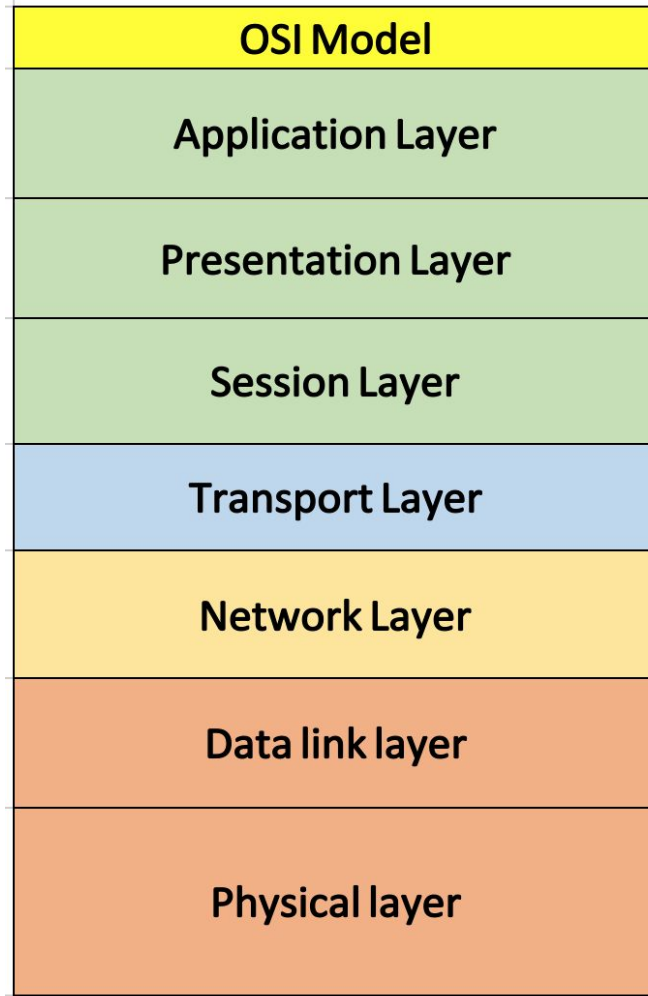 OSI Model
Application Layer
Presentation Layer
Session Layer
Transport Layer
Network Layer
Data link layer
Physical layer